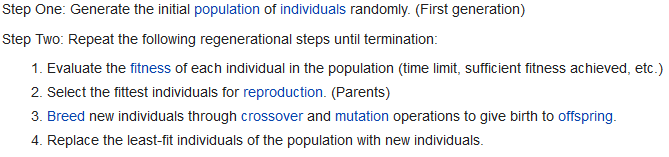 Step One: Generate the initial population of individuals randomly. (First generation)
Step Two: Repeat the following regenerational steps until termination:
1. Evaluate the fitness of each individual in the population (time limit, sufficient fitness achieved, etc.)
2. Select the fittest individuals for reproduction. (Parents)
3. Breed new individuals through crossover and mutation operations to give birth to offspring.
4. Replace the least-fit individuals of the population with new individuals.